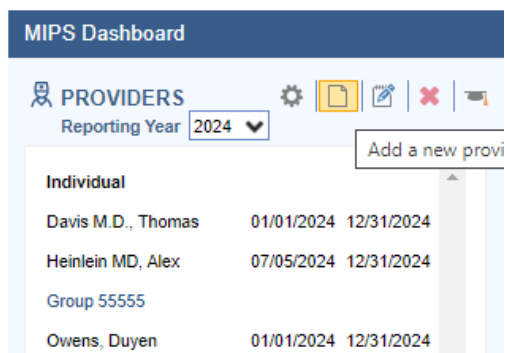 MIPS Dashboard
PROVIDERS
Reporting Year 2024
Add a new provi
Individual
Davis M.D., Thomas 01/01/2024 12/31/2024
Heinlein MD, Alex 07/05/2024 12/31/2024
Group 55555
Owens, Duyen 01/01/2024 12/31/2024